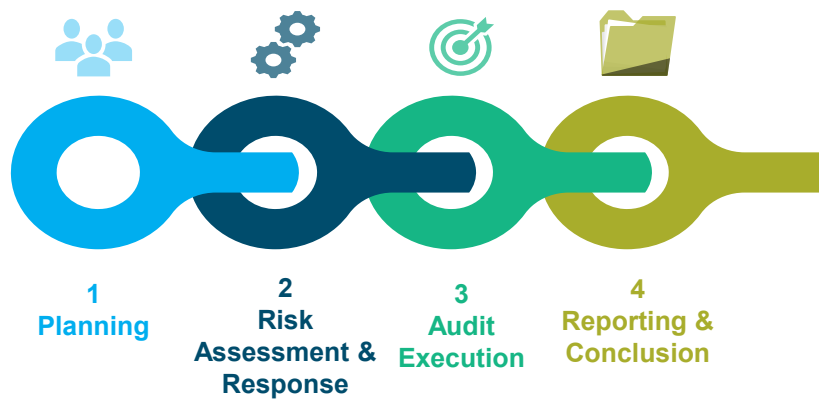 1
Planning
2
Risk
Assessment &
Response
3
Audit
Execution
4
Reporting &
Conclusion